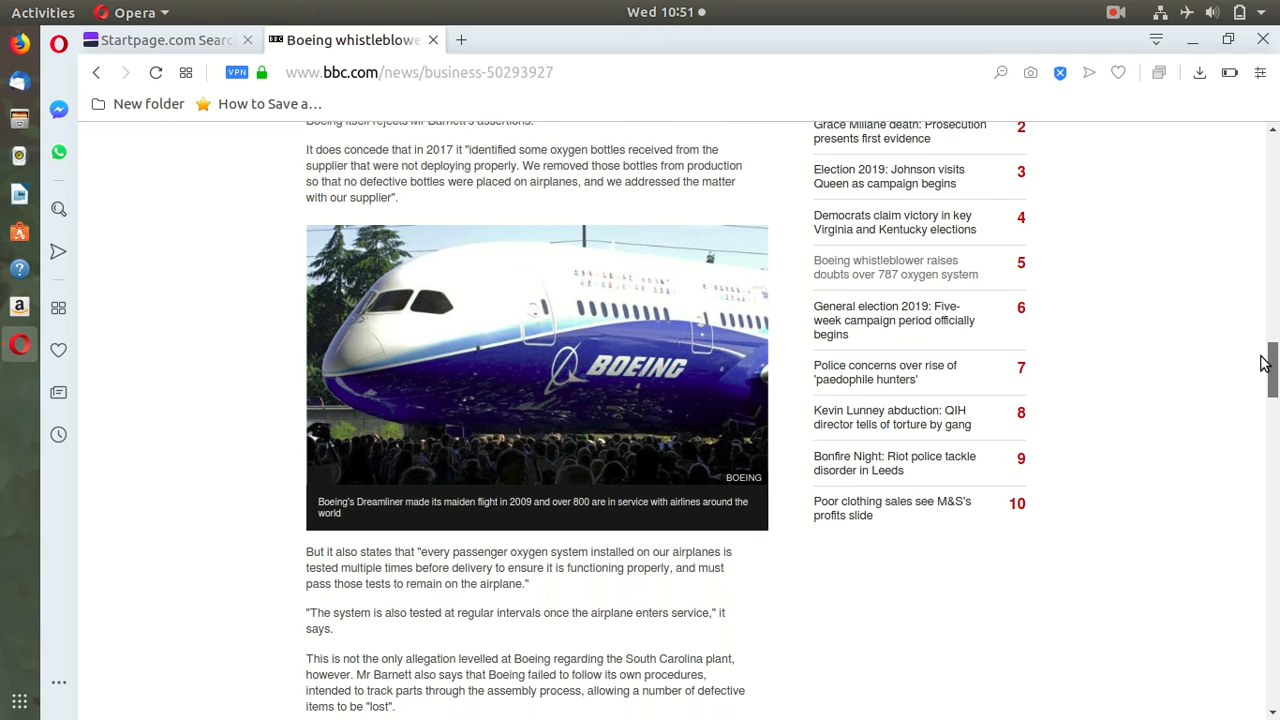 Activities
Opera
Wed 10:51
Startpage.com Searc
Boeing whistleblowe
VPN
www.bbc.com/news/business-50293927
New folder
How to Save a...
Boeing itself rejects Mr Barnett's assertions.
It does concede that in 2017 it "identified some oxygen bottles received from the
supplier that were not deploying properly. We removed those bottles from production
so that no defective bottles were placed on airplanes, and we addressed the matter
with our supplier".
BOEING
BOEING
Boeing's Dreamliner made its maiden flight in 2009 and over 800 are in service with airlines around the
world
But it also states that "every passenger oxygen system installed on our airplanes is
tested multiple times before delivery to ensure it is functioning properly, and must
pass those tests to remain on the airplane."
"The system is also tested at regular intervals once the airplane enters service," it
says.
This is not the only allegation levelled at Boeing regarding the South Carolina plant,
however. Mr Barnett also says that Boeing failed to follow its own procedures,
intended to track parts through the assembly process, allowing a number of defective
items to be "lost".
Grace Millane death: Prosecution 2
presents first evidence
Election 2019: Johnson visits 3
Queen as campaign begins
Democrats claim victory in key 4
Virginia and Kentucky elections
Boeing whistleblower raises 5
doubts over 787 oxygen system
General election 2019: Five- 6
week campaign period officially
begins
Police concerns over rise of 7
'paedophile hunters'
Kevin Lunney abduction: QIH 8
director tells of torture by gang
Bonfire Night: Riot police tackle 9
disorder in Leeds
Poor clothing sales see M&S's 10
profits slide